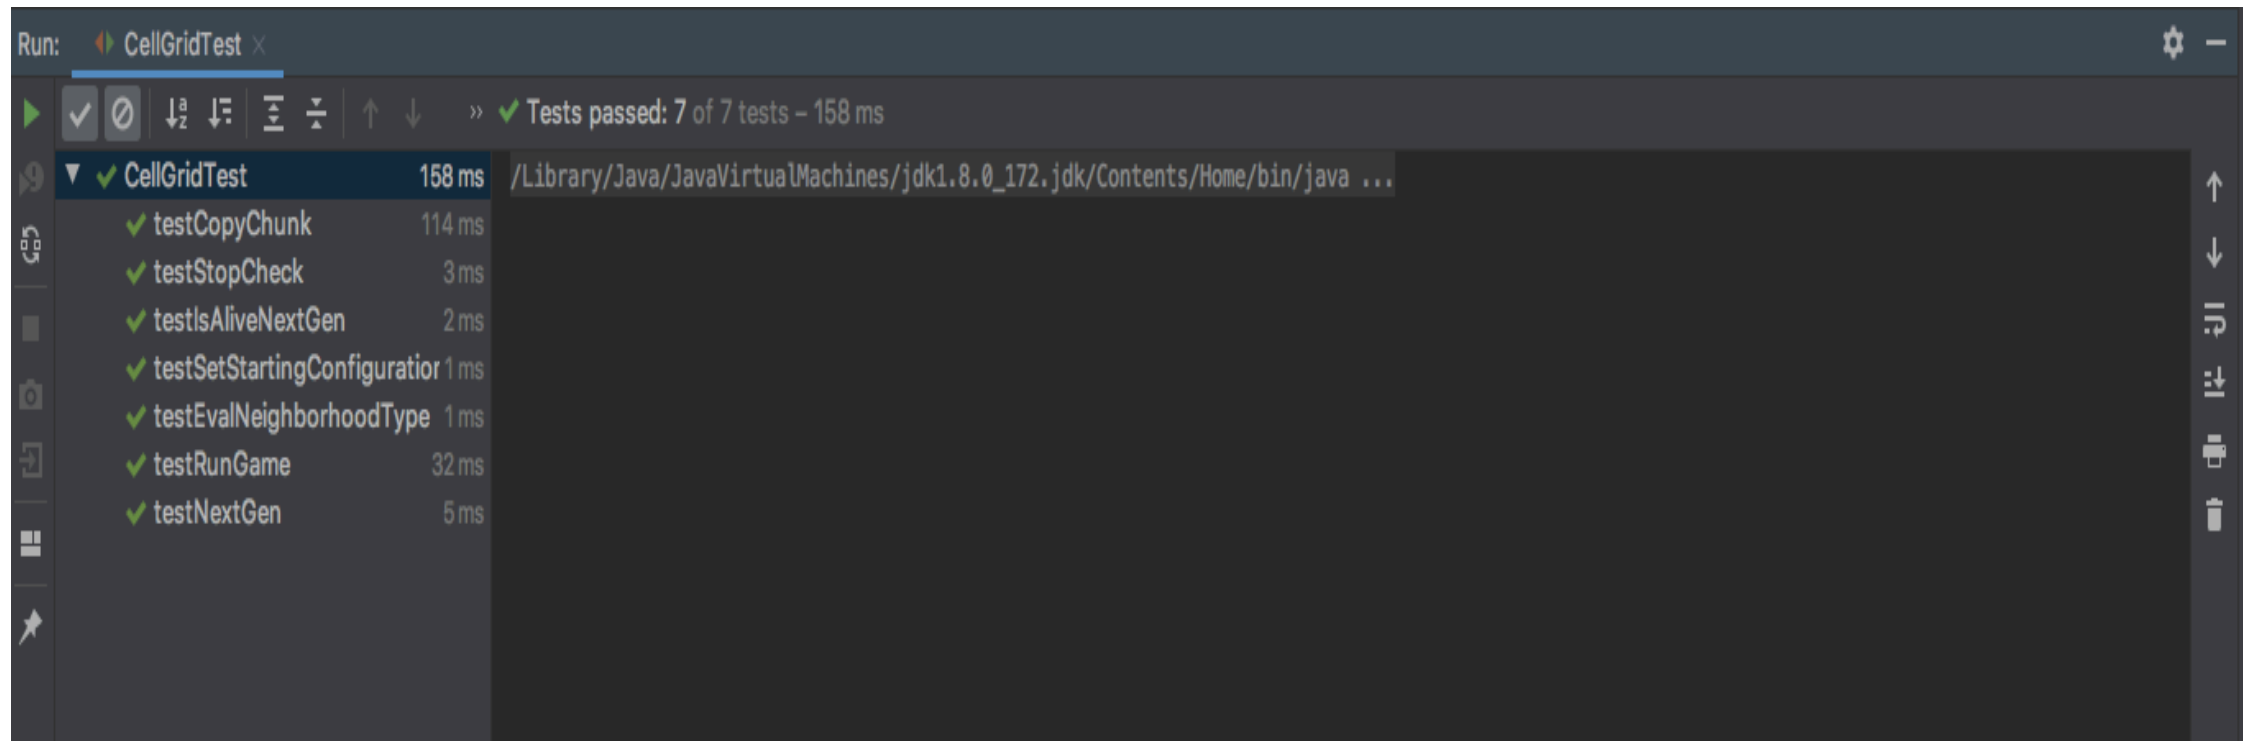 Run: CellGridTest
Tests passed: 7 of 7 tests – 158 ms
CellGridTest 158 ms
/Library/Java/JavaVirtualMachines/jdk1.8.0_172.jdk/Contents/Home/bin/java ...
testCopyChunk 114 ms
testStopCheck 3 ms
testIsAliveNextGen 2 ms
testSetStartingConfiguration 1 ms
testEvalNeighborhoodType 1 ms
testRunGame 32 ms
testNextGen 5 ms